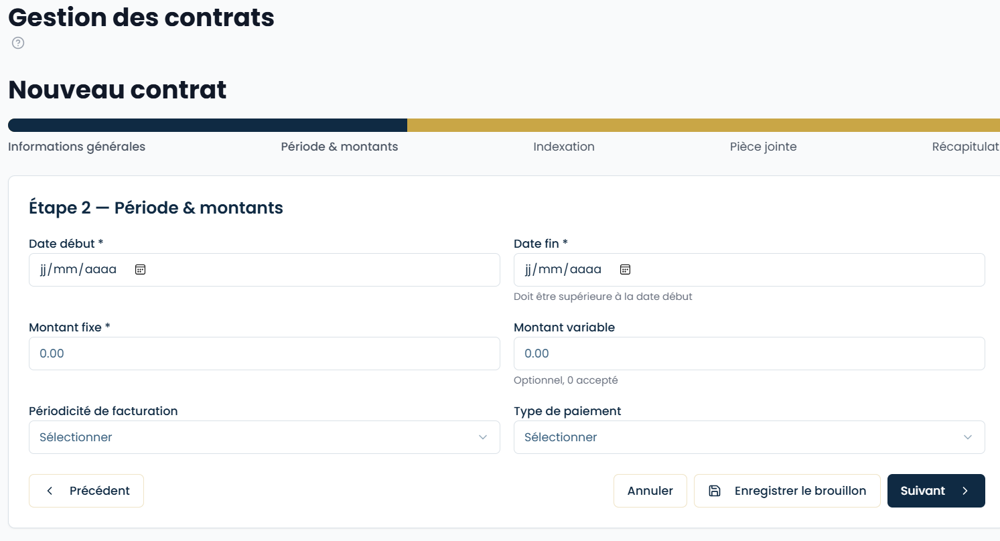 Gestion des contrats
Nouveau contrat
Informations générales Période & montants Indexation Pièce jointe Récapitulat
Étape 2 — Période & montants
Date début * Date fin *
jj/mm/aaaa jj/mm/aaaa
Doit être supérieure à la date début
Montant fixe * Montant variable
0.00 0.00
Optionnel, 0 accepté
Périodicité de facturation Type de paiement
Sélectionner Sélectionner
Précédent Annuler Enregistrer le brouillon Suivant